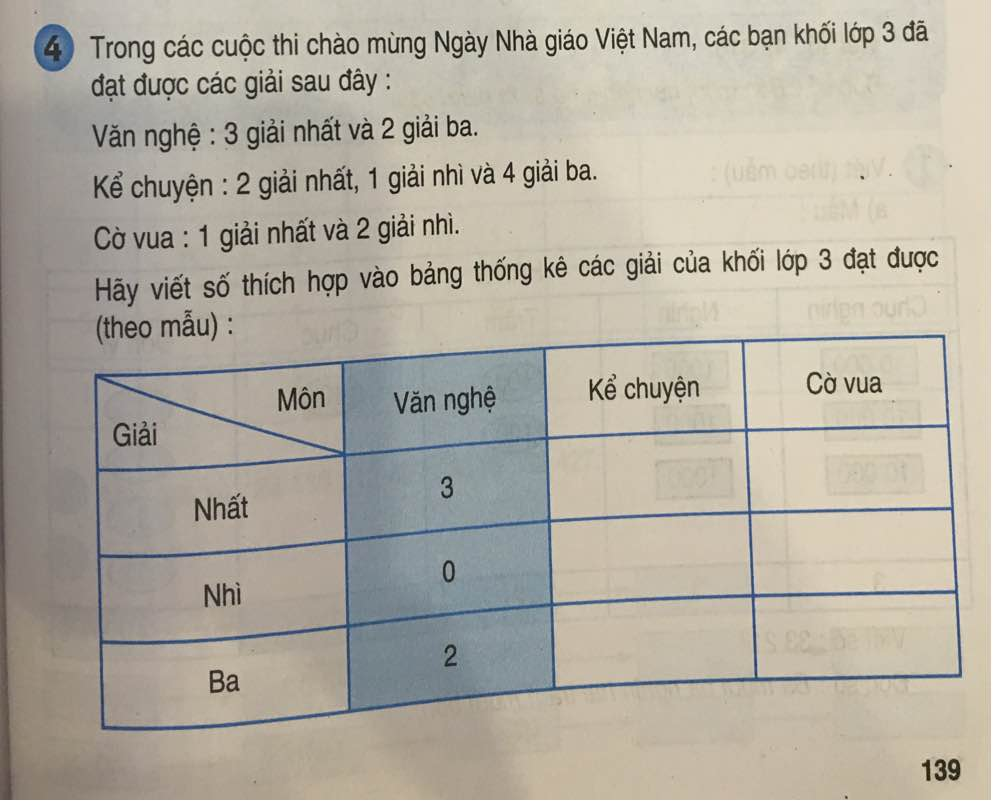 4 Trong các cuộc thi chào mừng Ngày Nhà giáo Việt Nam, các bạn khối lớp 3 đã
đạt được các giải sau đây :
Văn nghệ : 3 giải nhất và 2 giải ba.
Kể chuyện : 2 giải nhất, 1 giải nhì và 4 giải ba.
Cờ vua : 1 giải nhất và 2 giải nhì.
Hãy viết số thích hợp vào bảng thống kê các giải của khối lớp 3 đạt được
(theo mẫu) :
Môn Văn nghệ Kể chuyện Cờ vua
Giải
Nhất 3
Nhì 0
Ba 2
139